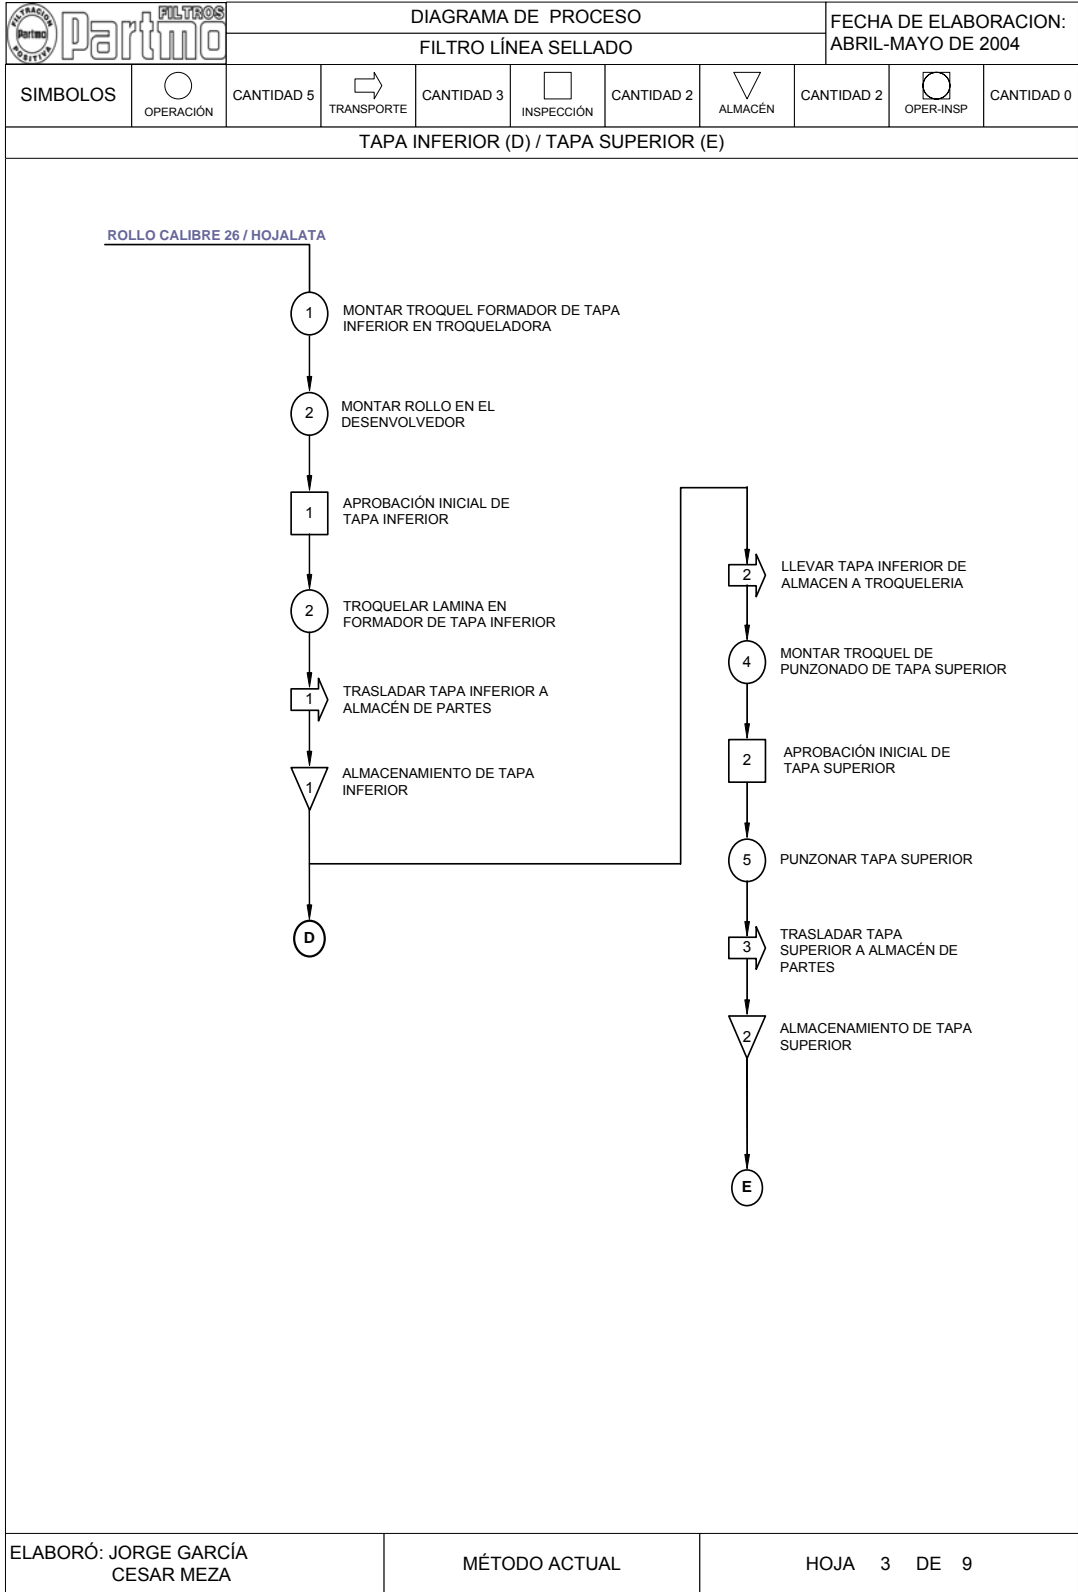 FILTRACIÓN
Partmo
POSITIVA
FILTROS
Partmo
DIAGRAMA DE PROCESO
FILTRO LÍNEA SELLADO
FECHA DE ELABORACION:
ABRIL-MAYO DE 2004
SIMBOLOS
OPERACIÓN
CANTIDAD 5
TRANSPORTE
CANTIDAD 3
INSPECCIÓN
CANTIDAD 2
ALMACÉN
CANTIDAD 2
OPER-INSP
CANTIDAD 0
TAPA INFERIOR (D) / TAPA SUPERIOR (E)
ROLLO CALIBRE 26 / HOJALATA
1
MONTAR TROQUEL FORMADOR DE TAPA
INFERIOR EN TROQUELADORA
2
MONTAR ROLLO EN EL
DESENVOLVEDOR
1
APROBACIÓN INICIAL DE
TAPA INFERIOR
2
TROQUELAR LAMINA EN
FORMADOR DE TAPA INFERIOR
1
TRASLADAR TAPA INFERIOR A
ALMACÉN DE PARTES
1
ALMACENAMIENTO DE TAPA
INFERIOR
D
2
LLEVAR TAPA INFERIOR DE
ALMACEN A TROQUELERIA
4
MONTAR TROQUEL DE
PUNZONADO DE TAPA SUPERIOR
2
APROBACIÓN INICIAL DE
TAPA SUPERIOR
5
PUNZONAR TAPA SUPERIOR
3
TRASLADAR TAPA
SUPERIOR A ALMACÉN DE
PARTES
2
ALMACENAMIENTO DE TAPA
SUPERIOR
E
ELABORÓ: JORGE GARCÍA
CESAR MEZA
MÉTODO ACTUAL
HOJA 3 DE 9